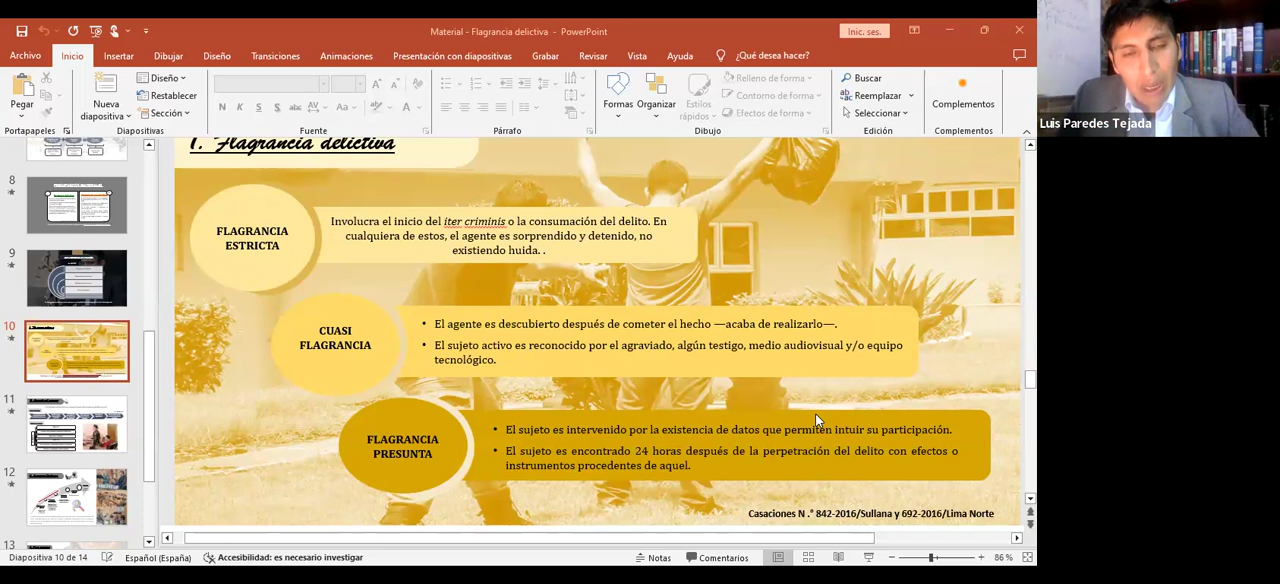 Material - Flagrancia delictiva - PowerPoint
Inic. ses.
Archivo Inicio Insertar Dibujar Diseño Transiciones Animaciones Presentación con diapositivas Grabar Revisar Vista Ayuda ¿Qué desea hacer?
Pegar
Nueva
diapositiva
Diseño
Restablecer
Sección
N K S S abc AV Aa A
Formas
Organizar
Estilos
rápidos
Relleno de forma
Contorno de forma
Efectos de forma
Buscar
Reemplazar
Seleccionar
Complementos
Portapapeles Diapositivas Fuente Párrafo Dibujo Edición Complementos
Luis Paredes Tejada
8
9
10
11
12
13
1. Flagrancia delictiva
FLAGRANCIA
ESTRICTA
Involucra el inicio del iter criminis o la consumación del delito. En
cualquiera de estos, el agente es sorprendido y detenido, no
existiendo huida. .
CUASI
FLAGRANCIA
• El agente es descubierto después de cometer el hecho —acaba de realizarlo—.
• El sujeto activo es reconocido por el agraviado, algún testigo, medio audiovisual y/o equipo
tecnológico.
FLAGRANCIA
PRESUNTA
• El sujeto es intervenido por la existencia de datos que permiten intuir su participación.
• El sujeto es encontrado 24 horas después de la perpetración del delito con efectos o
instrumentos procedentes de aquel.
Casaciones N .° 842-2016/Sullana y 692-2016/Lima Norte
Diapositiva 10 de 14 Español (España) Accesibilidad: es necesario investigar Notas Comentarios 86 %